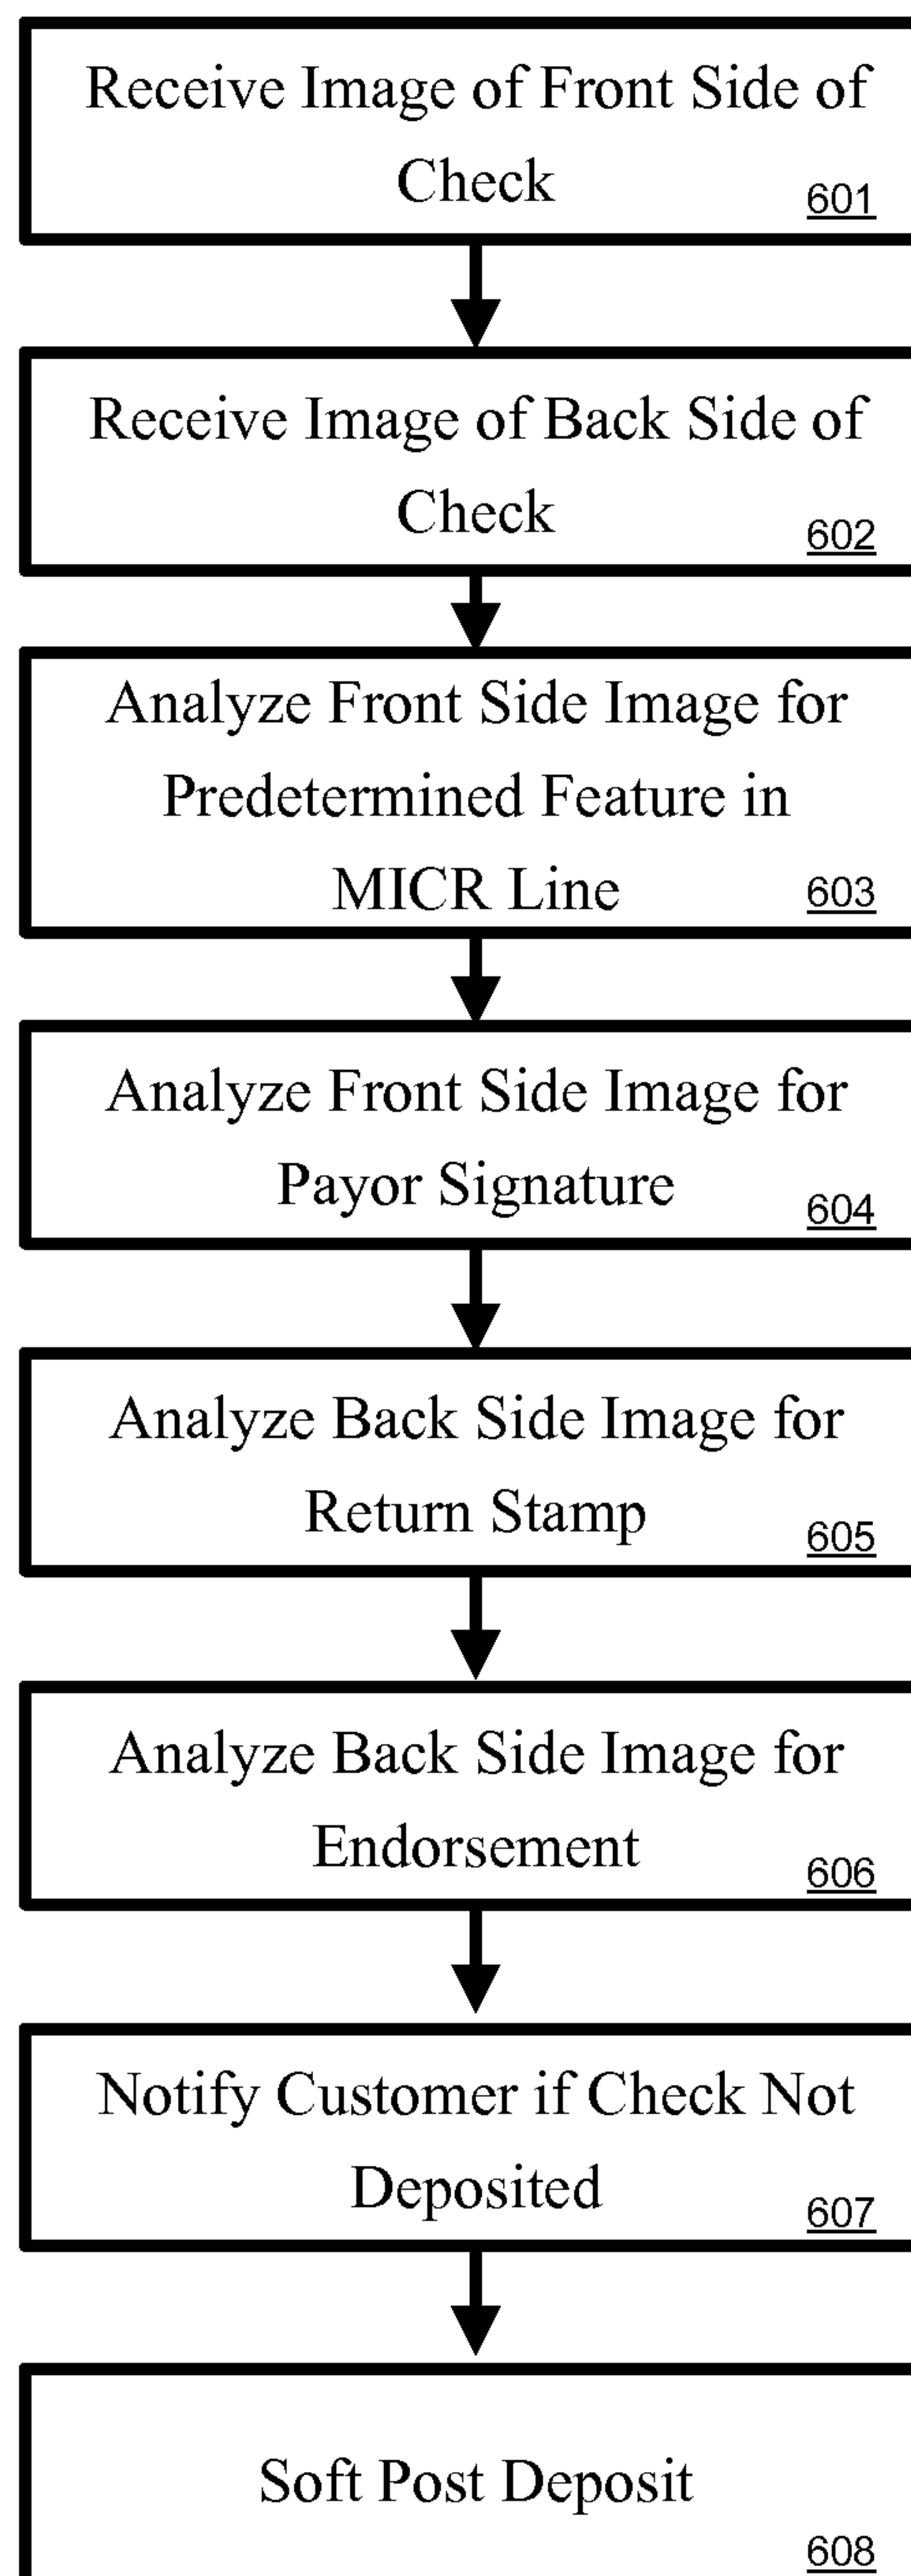 Receive Image of Front Side of
Check
601
Receive Image of Back Side of
Check
602
Analyze Front Side Image for
Predetermined Feature in
MICR Line
603
Analyze Front Side Image for
Payor Signature
604
Analyze Back Side Image for
Return Stamp
605
Analyze Back Side Image for
Endorsement
606
Notify Customer if Check Not
Deposited
607
Soft Post Deposit
608